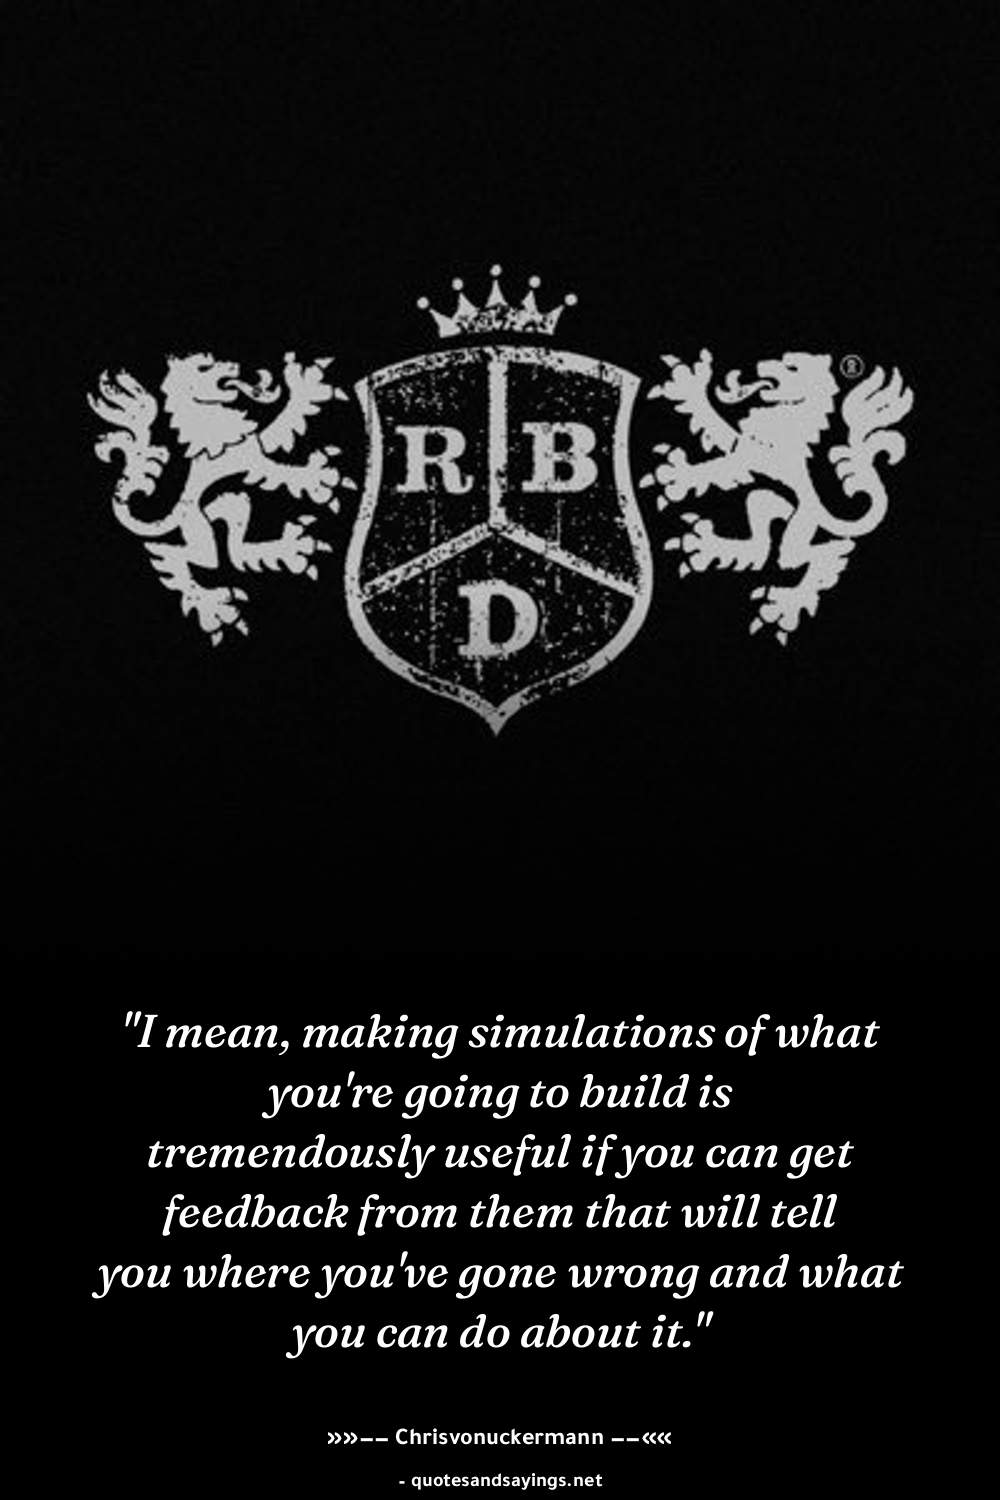 ®
R B
D
"I mean, making simulations of what
you're going to build is
tremendously useful if you can get
feedback from them that will tell
you where you've gone wrong and what
you can do about it."
»»−− Chrisvonuckermann −−««
- quotesandsayings.net